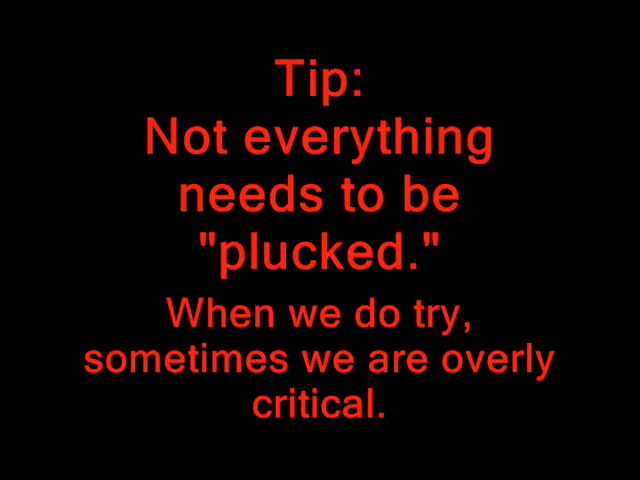 Tip:
Not everything
needs to be
"plucked."
When we do try,
sometimes we are overly
critical.